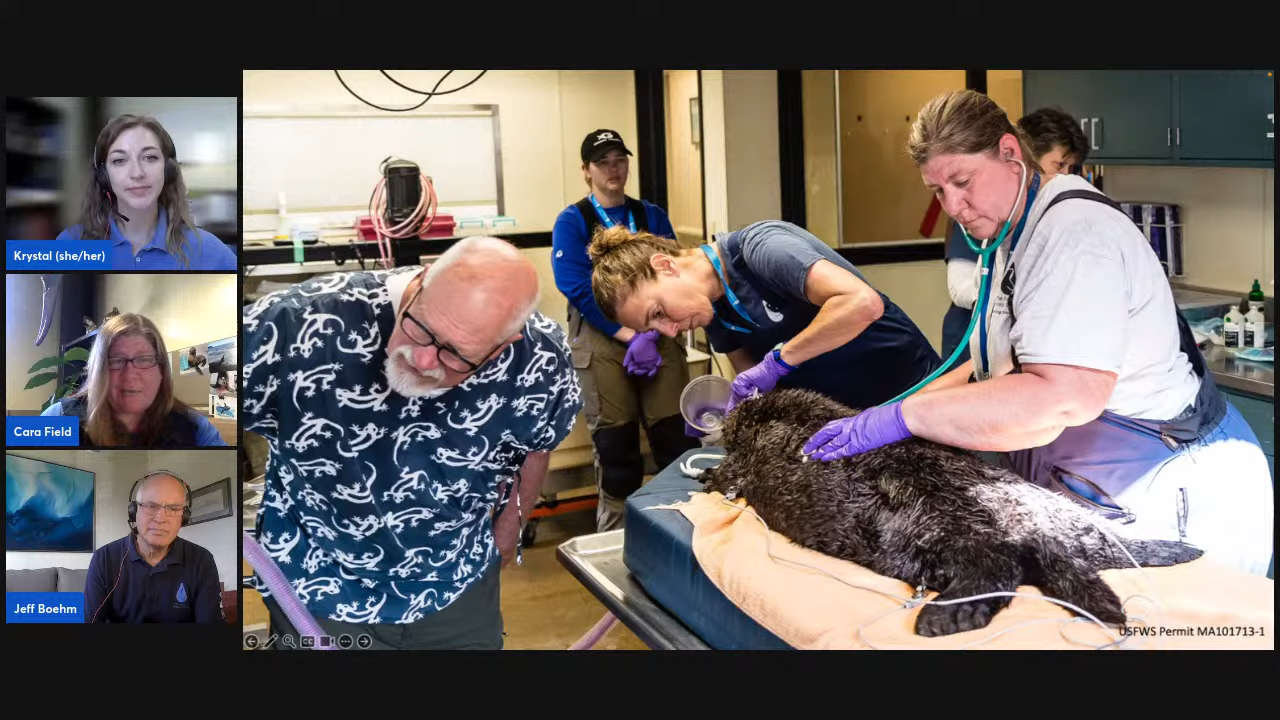 Krystal (she/her)
Cara Field
Jeff Boehm
USFWS Permit MA101713-1